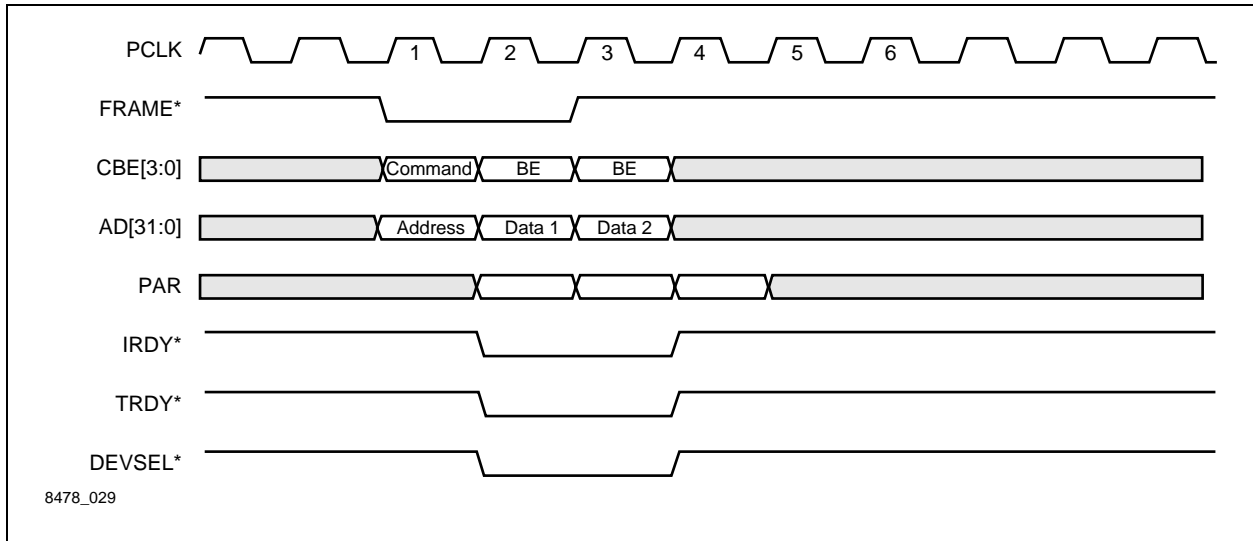 PCLK 1 2 3 4 5 6
FRAME*
CBE[3:0] Command BE BE
AD[31:0] Address Data 1 Data 2
PAR
IRDY*
TRDY*
DEVSEL*
8478_029